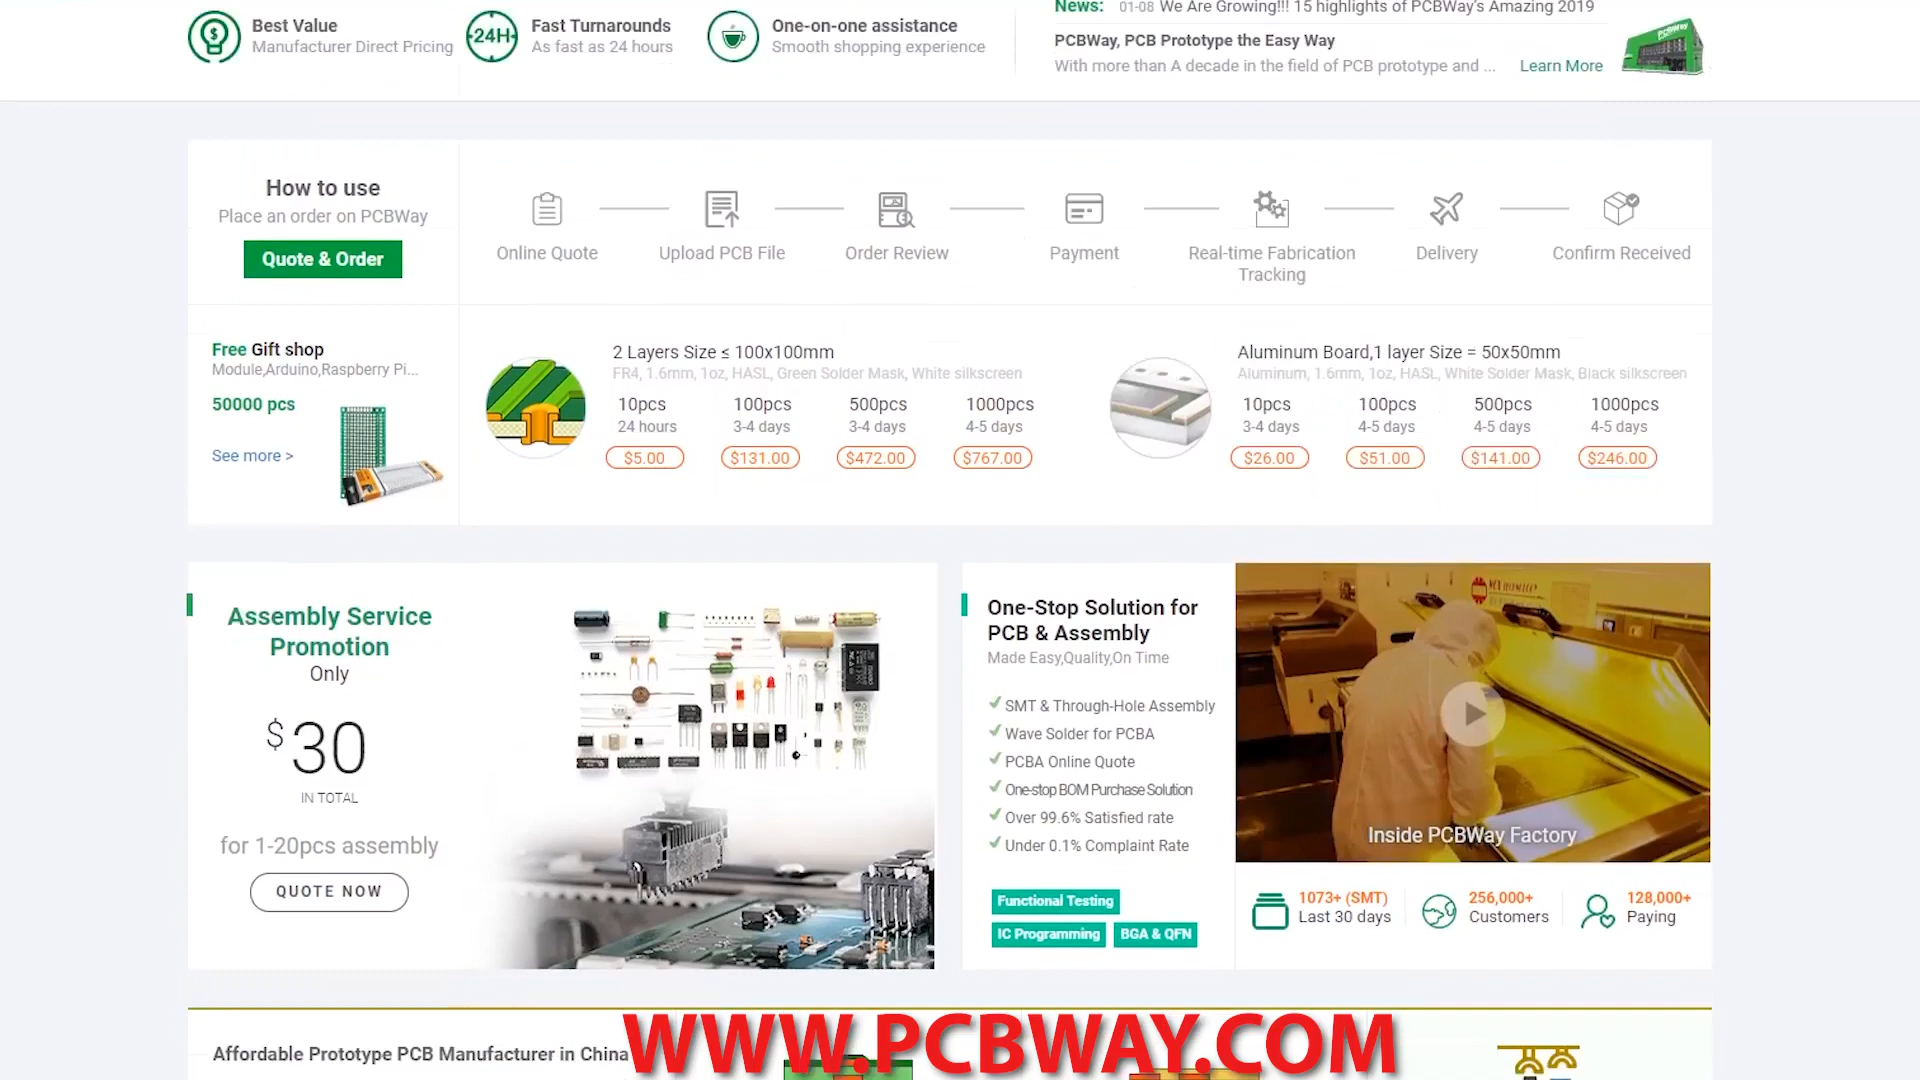 Best Value
Manufacturer Direct Pricing
24H
Fast Turnarounds
As fast as 24 hours
One-on-one assistance
Smooth shopping experience
News: 01-08 We Are Growing!!! 15 highlights of PCBWay's Amazing 2019
PCBWay, PCB Prototype the Easy Way
With more than A decade in the field of PCB prototype and ... Learn More
How to use
Place an order on PCBWay
Quote & Order
Online Quote
Upload PCB File
Order Review
Payment
Real-time Fabrication
Tracking
Delivery
Confirm Received
Free Gift shop
Module,Arduino,Raspberry Pi...
50000 pcs
See more >
2 Layers Size ≤ 100x100mm
FR4, 1.6mm, 1oz, HASL, Green Solder Mask, White silkscreen
10pcs 100pcs 500pcs 1000pcs
24 hours 3-4 days 3-4 days 4-5 days
$5.00 $131.00 $472.00 $767.00
Aluminum Board,1 layer Size = 50x50mm
Aluminum, 1.6mm, 1oz, HASL, White Solder Mask, Black silkscreen
10pcs 100pcs 500pcs 1000pcs
3-4 days 4-5 days 4-5 days 4-5 days
$26.00 $51.00 $141.00 $246.00
Assembly Service
Promotion
Only
$30
IN TOTAL
for 1-20pcs assembly
QUOTE NOW
One-Stop Solution for
PCB & Assembly
Made Easy,Quality,On Time
SMT & Through-Hole Assembly
Wave Solder for PCBA
PCBA Online Quote
One-stop BOM Purchase Solution
Over 99.6% Satisfied rate
Under 0.1% Complaint Rate
Functional Testing
IC Programming BGA & QFN
Inside PCBWay Factory
1073+ (SMT)
Last 30 days
256,000+
Customers
128,000+
Paying
Affordable Prototype PCB Manufacturer in China
WWW.PCBWAY.COM